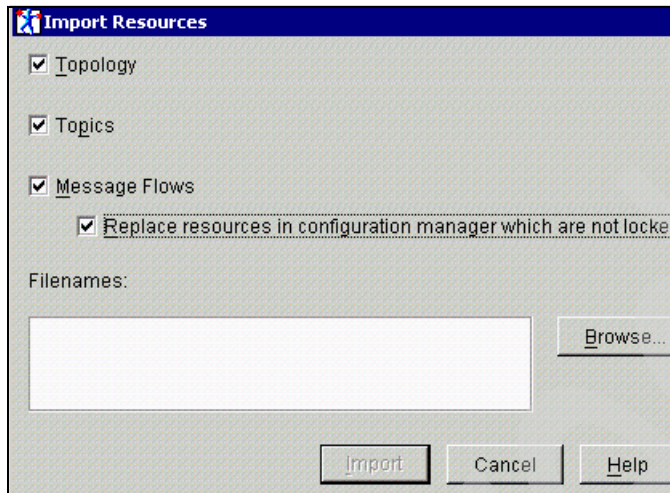 Import Resources
Topology
Topics
Message Flows
Replace resources in configuration manager which are not locke
Filenames:
Browse...
Import
Cancel
Help